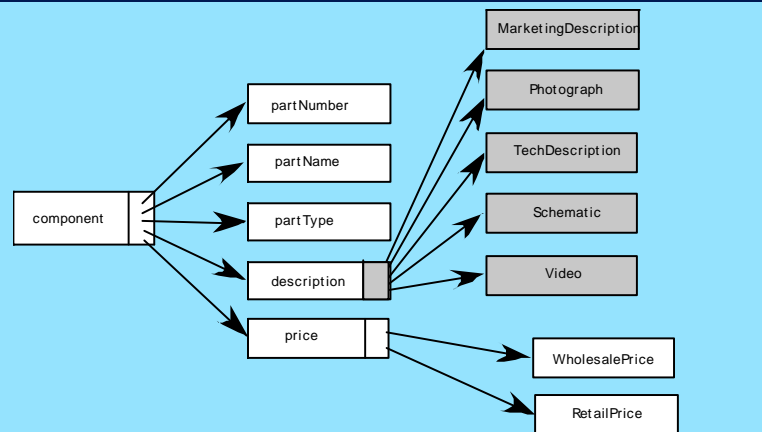 MarketingDescription
Photograph
partNumber
TechDescription
partName
Schematic
component
partType
description
Video
price
WholesalePrice
RetailPrice